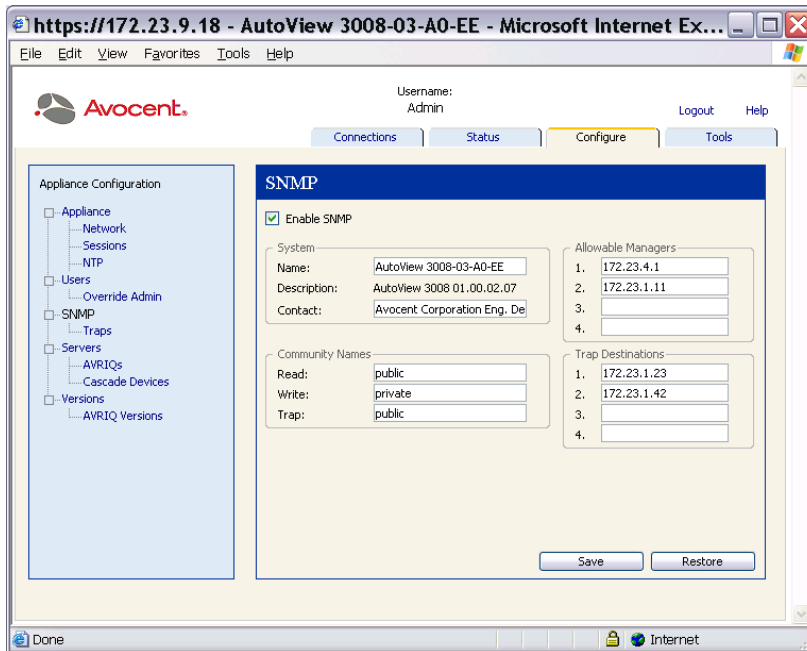 https://172.23.9.18 - AutoView 3008-03-A0-EE - Microsoft Internet Ex...
File Edit View Favorites Tools Help
Avocent.
Username:
Admin
Logout Help
Connections Status Configure Tools
Appliance Configuration
Appliance
Network
Sessions
NTP
Users
Override Admin
SNMP
Traps
Servers
AVRIQs
Cascade Devices
Versions
AVRIQ Versions
SNMP
Enable SNMP
System
Name: AutoView 3008-03-A0-EE
Description: AutoView 3008 01.00.02.07
Contact: Avocent Corporation Eng. De
Community Names
Read: public
Write: private
Trap: public
Allowable Managers
1. 172.23.4.1
2. 172.23.1.11
3.
4.
Trap Destinations
1. 172.23.1.23
2. 172.23.1.42
3.
4.
Save Restore
Done Internet